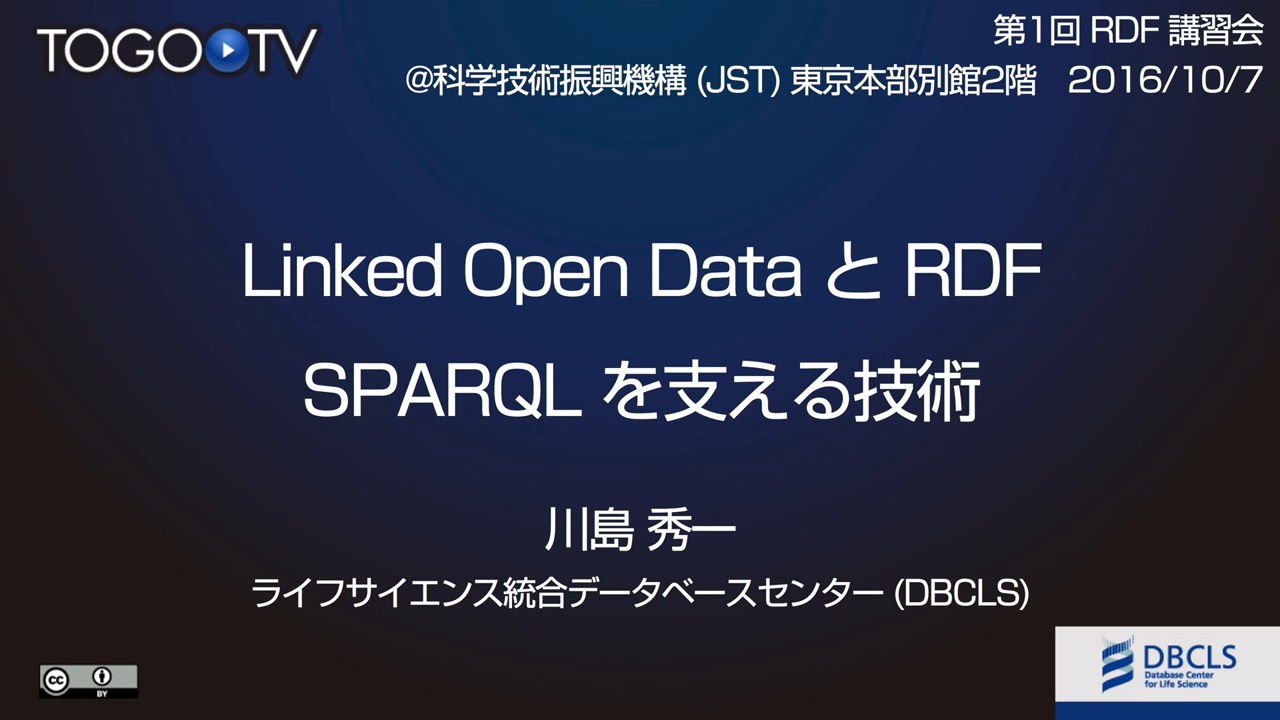 TOGO TV
第1回 RDF 講習会
@科学技術振興機構 (JST) 東京本部別館2階　2016/10/7
Linked Open Data と RDF
SPARQL を支える技術
川島 秀一
ライフサイエンス統合データベースセンター (DBCLS)
cc
BY
DBCLS
Database Center
for Life Science